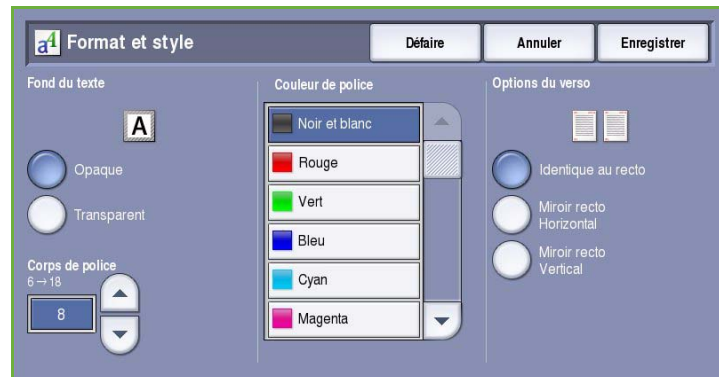 Format et style
Défaire
Annuler
Enregistrer
Fond du texte
A
Opaque
Transparent
Corps de police
6→18
8
Couleur de police
Noir et blanc
Rouge
Vert
Bleu
Cyan
Magenta
Options du verso
Identique au recto
Miroir recto
Horizontal
Miroir recto
Vertical